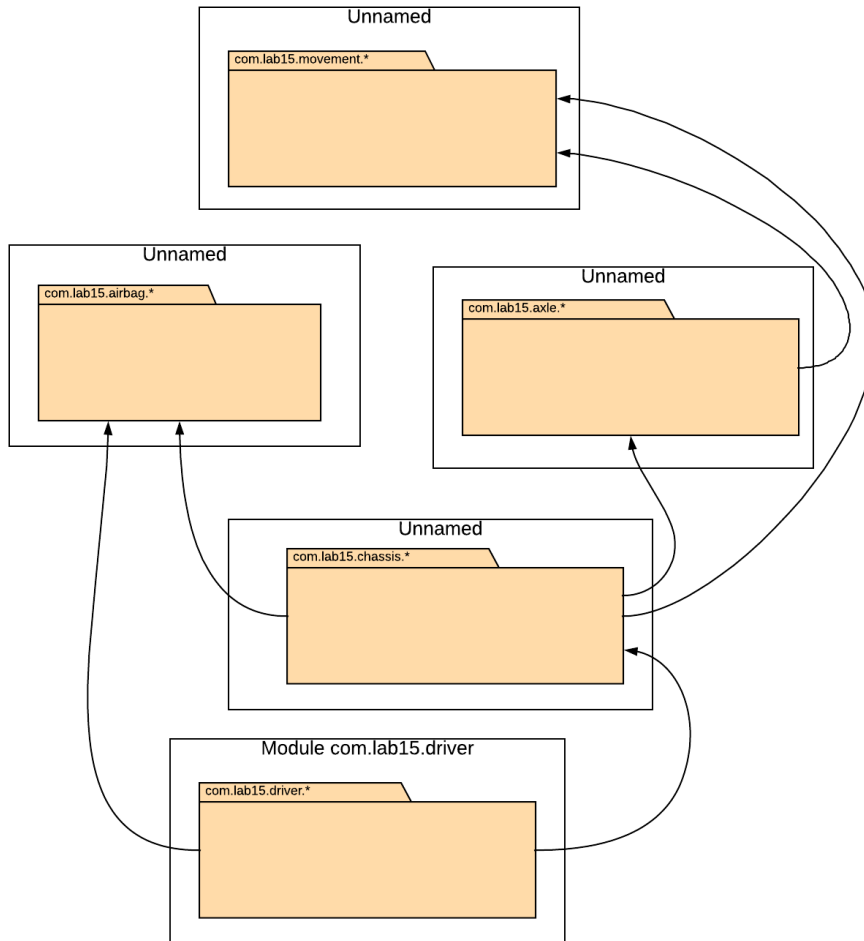 Unnamed
com.lab15.movement.*
Unnamed
com.lab15.airbag.*
Unnamed
com.lab15.axle.*
Unnamed
com.lab15.chassis.*
Module com.lab15.driver
com.lab15.driver.*